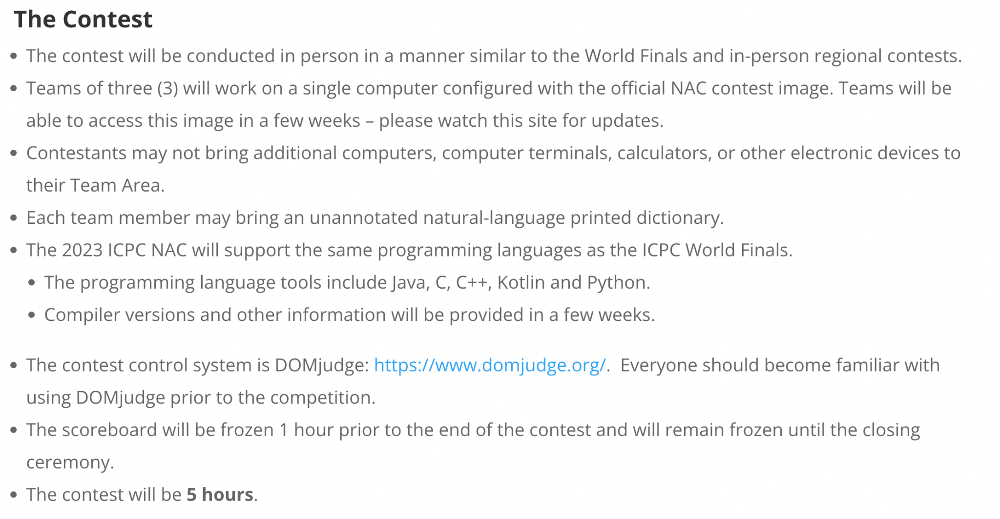 The Contest
• The contest will be conducted in person in a manner similar to the World Finals and in-person regional contests.
• Teams of three (3) will work on a single computer configured with the official NAC contest image. Teams will be
able to access this image in a few weeks – please watch this site for updates.
• Contestants may not bring additional computers, computer terminals, calculators, or other electronic devices to
their Team Area.
• Each team member may bring an unannotated natural-language printed dictionary.
• The 2023 ICPC NAC will support the same programming languages as the ICPC World Finals.
• The programming language tools include Java, C, C++, Kotlin and Python.
• Compiler versions and other information will be provided in a few weeks.
• The contest control system is DOMjudge: https://www.domjudge.org/.  Everyone should become familiar with
using DOMjudge prior to the competition.
• The scoreboard will be frozen 1 hour prior to the end of the contest and will remain frozen until the closing
ceremony.
• The contest will be 5 hours.